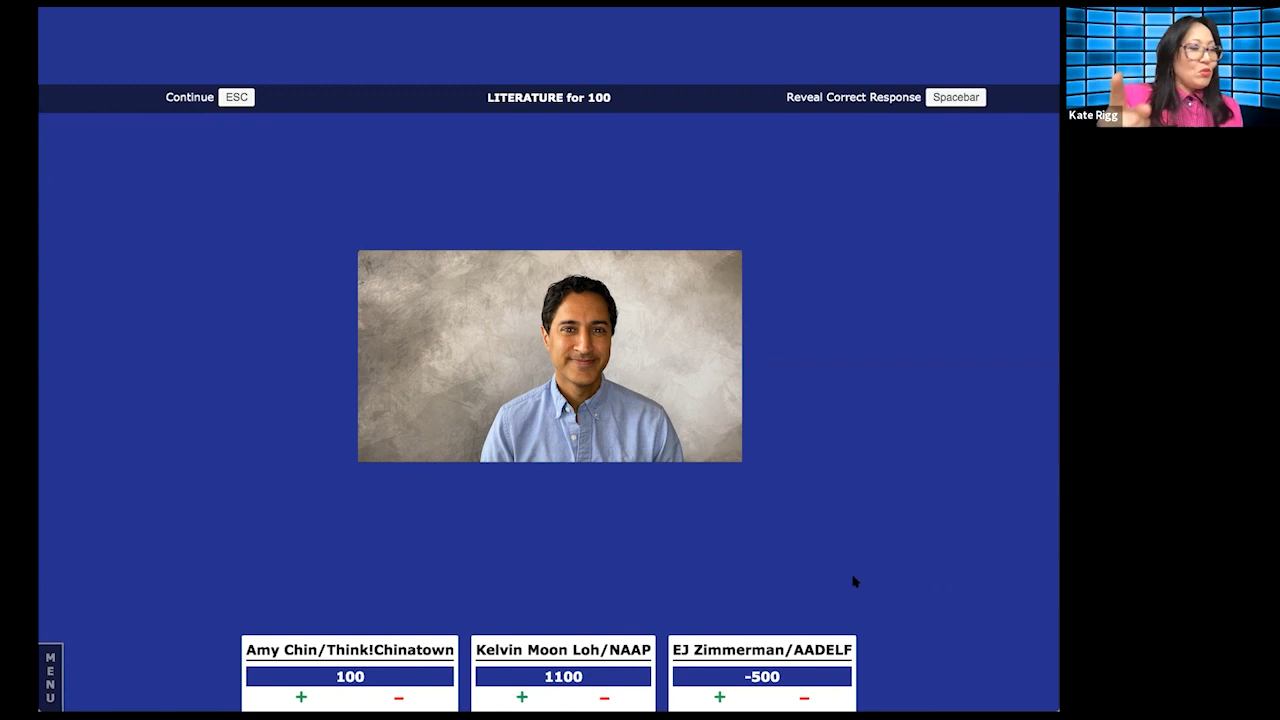 Continue ESC
LITERATURE for 100
Reveal Correct Response Spacebar
Kate Rigg
MENU
Amy Chin/Think!Chinatown
100
+ −
Kelvin Moon Loh/NAAP
1100
+ −
EJ Zimmerman/AADELF
-500
+ −